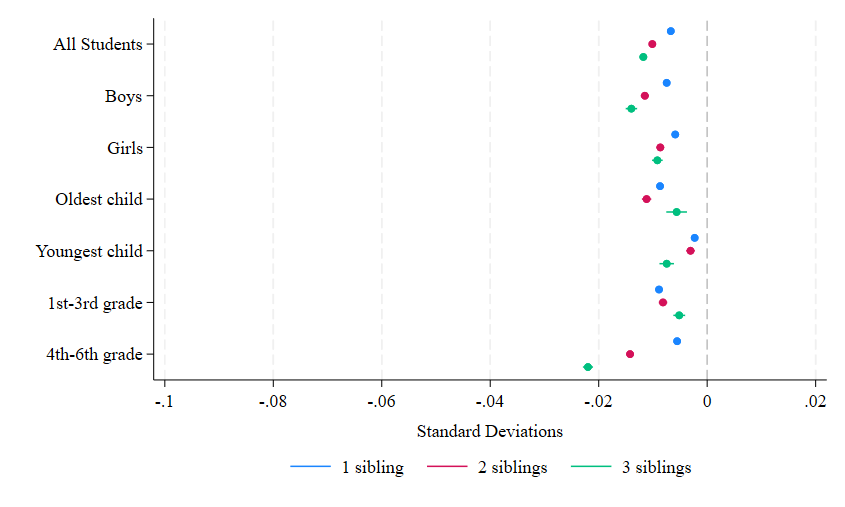 All Students
Boys
Girls
Oldest child
Youngest child
1st-3rd grade
4th-6th grade
-.1 -.08 -.06 -.04 -.02 0 .02
Standard Deviations
1 sibling 2 siblings 3 siblings